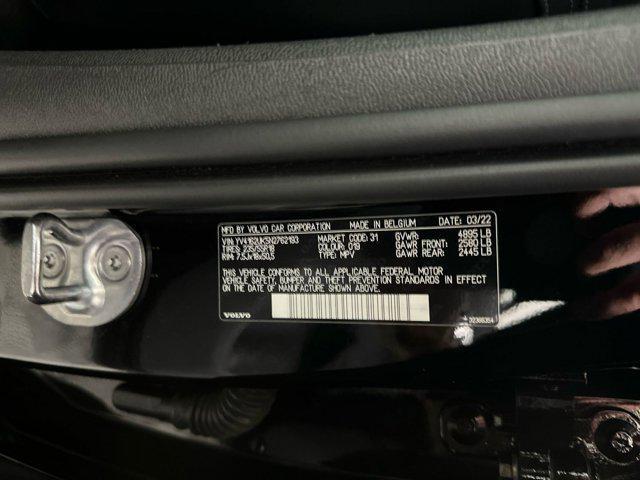 MFD BY VOLVO CAR CORPORATION MADE IN BELGIUM DATE: 03/22
VIN: YV4162UK5N2762193 MARKET CODE: 31 GVWR: 4895 LB
TIRES 235/55R18 COLOUR: 019 GAWR FRONT: 2580 LB
RIM: 7.5Jx18x50,5 TYPE: MPV GAWR REAR: 2445 LB
THIS VEHICLE CONFORMS TO ALL APPLICABLE FEDERAL MOTOR
VEHICLE SAFETY, BUMPER AND THEFT PREVENTION STANDARDS IN EFFECT
ON THE DATE OF MANUFACTURE SHOWN ABOVE.
VOLVO 32366354